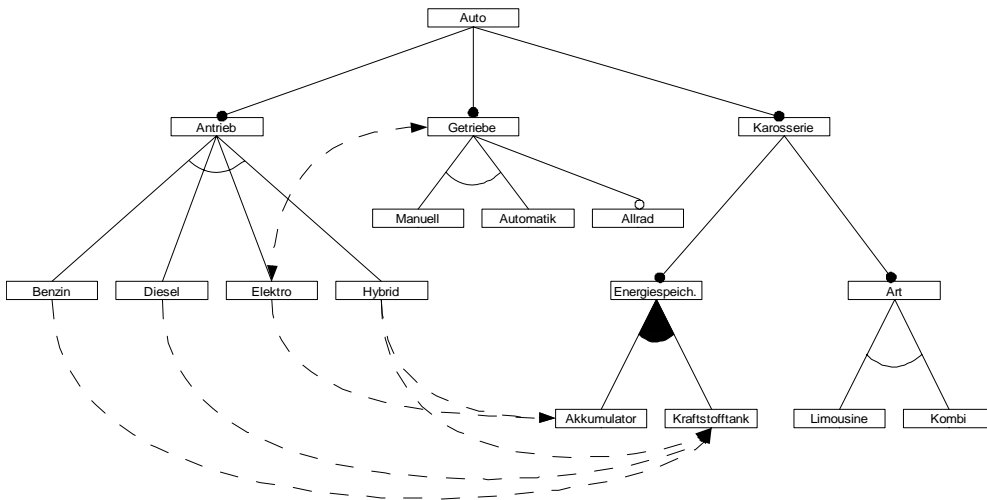 Auto
Antrieb
Getriebe
Karosserie
Manuell
Automatik
Allrad
Benzin
Diesel
Elektro
Hybrid
Energiespeich.
Art
Akkumulator
Kraftstofftank
Limousine
Kombi